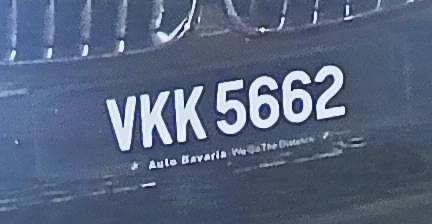 VKK 5662
Auto Bavaria We Go The Distance